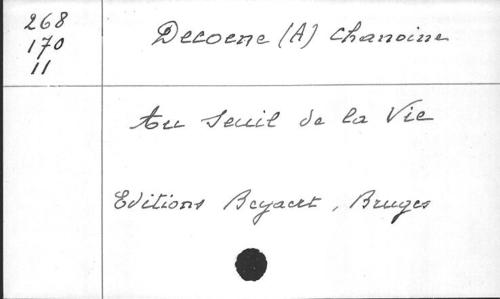 268
170
11
Decoene (A) Chanoine
Au Seuil de la Vie
Editions Beyaert, Bruges